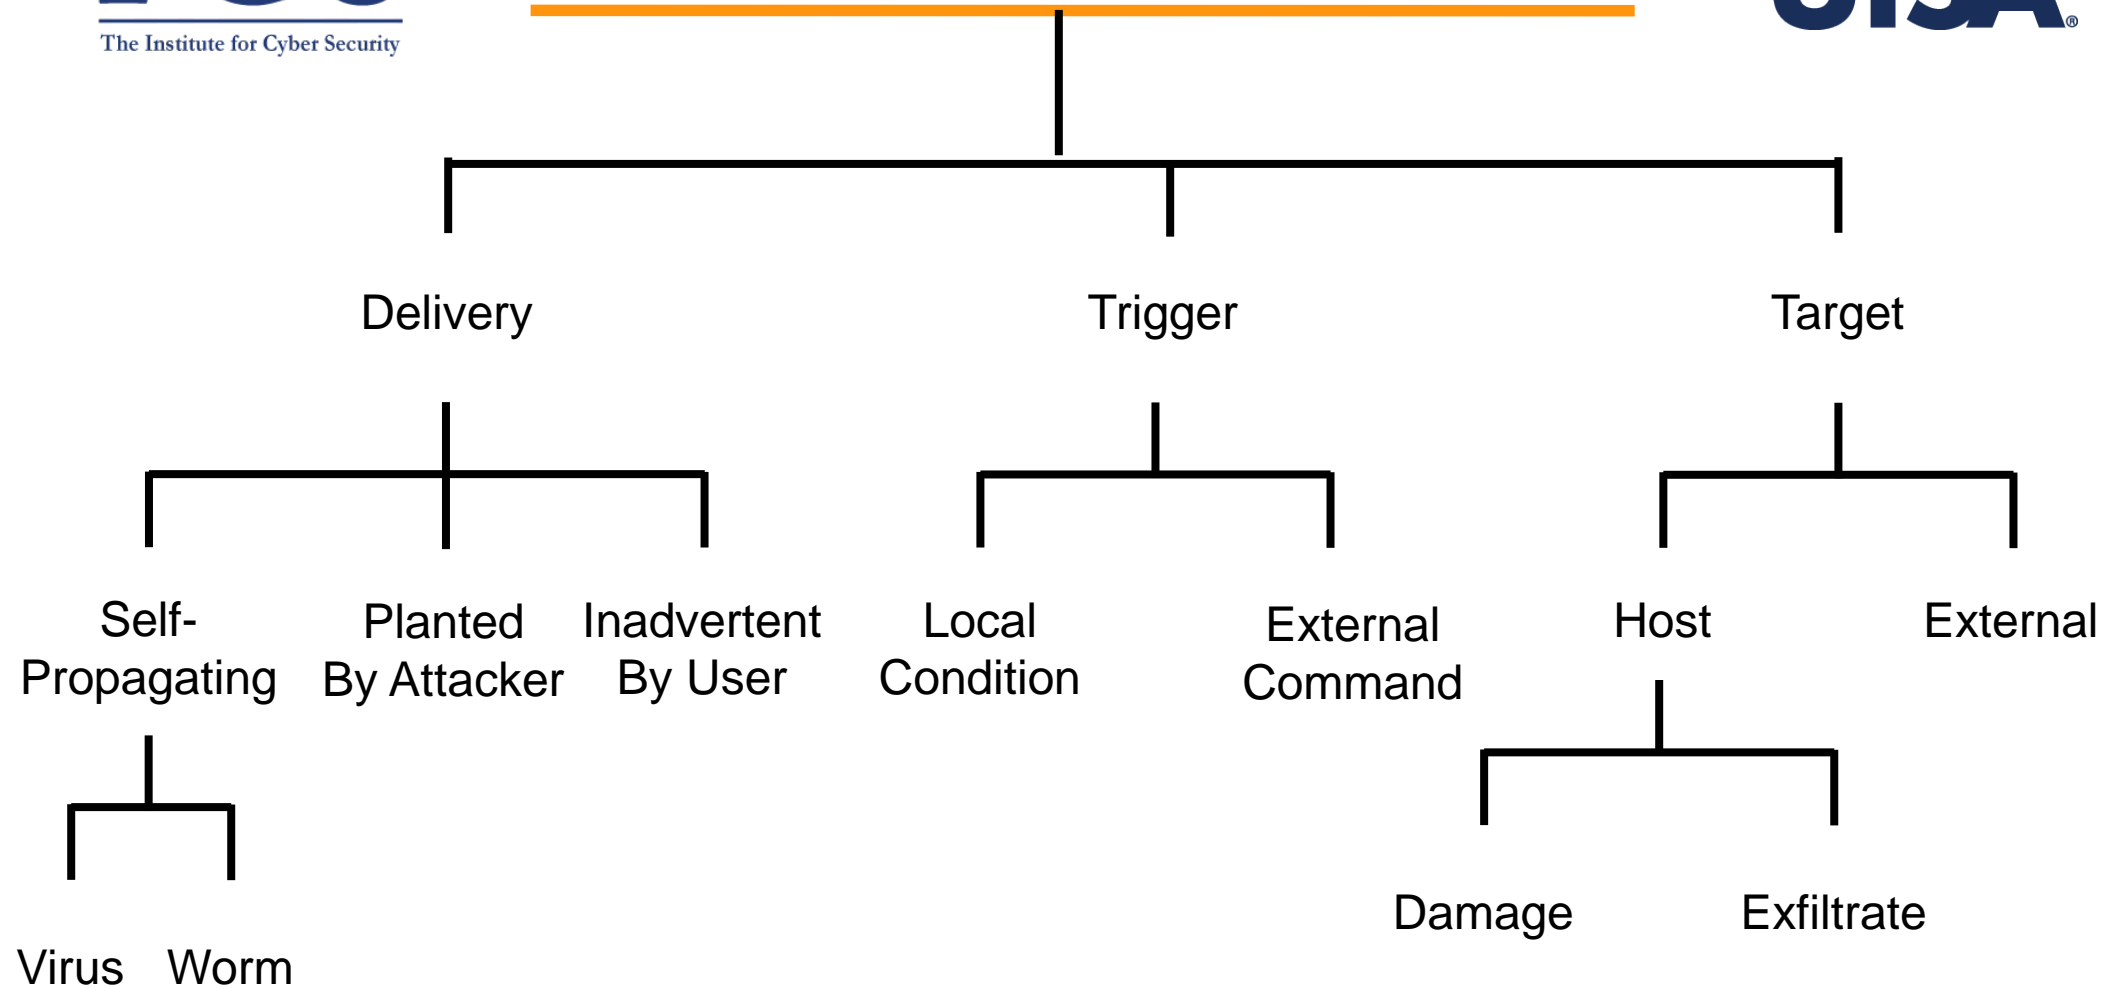 The Institute for Cyber Security
Delivery
Trigger
Target
Self-
Propagating
Planted
By Attacker
Inadvertent
By User
Local
Condition
External
Command
Host
External
Damage
Exfiltrate
Virus
Worm